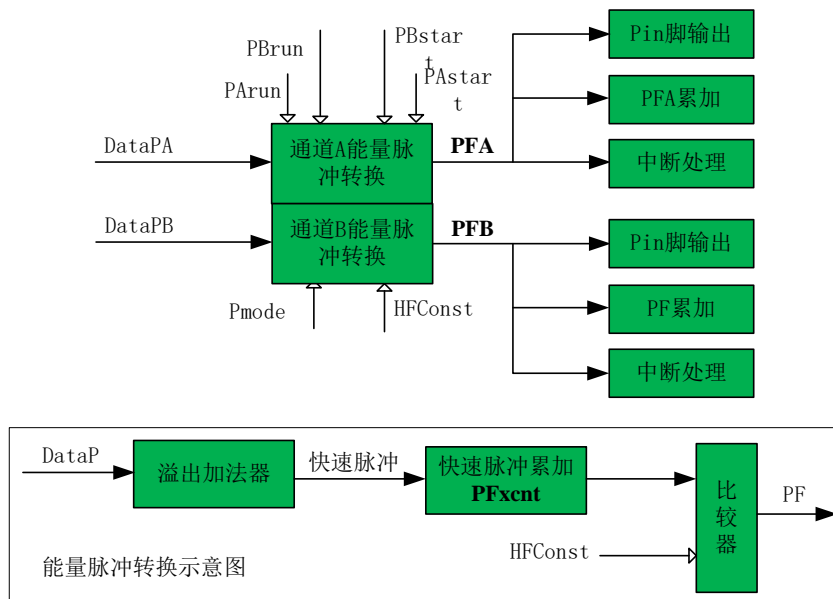 PBrun
PBstar
t
Pin脚输出
PArun
PAstar
t
PFA累加
DataPA
通道A能量脉
冲转换
PFA
中断处理
DataPB
通道B能量脉
冲转换
PFB
Pin脚输出
Pmode
HFConst
PF累加
中断处理
DataP
溢出加法器
快速脉冲
快速脉冲累加
PFxcnt
比
较
器
PF
HFConst
能量脉冲转换示意图